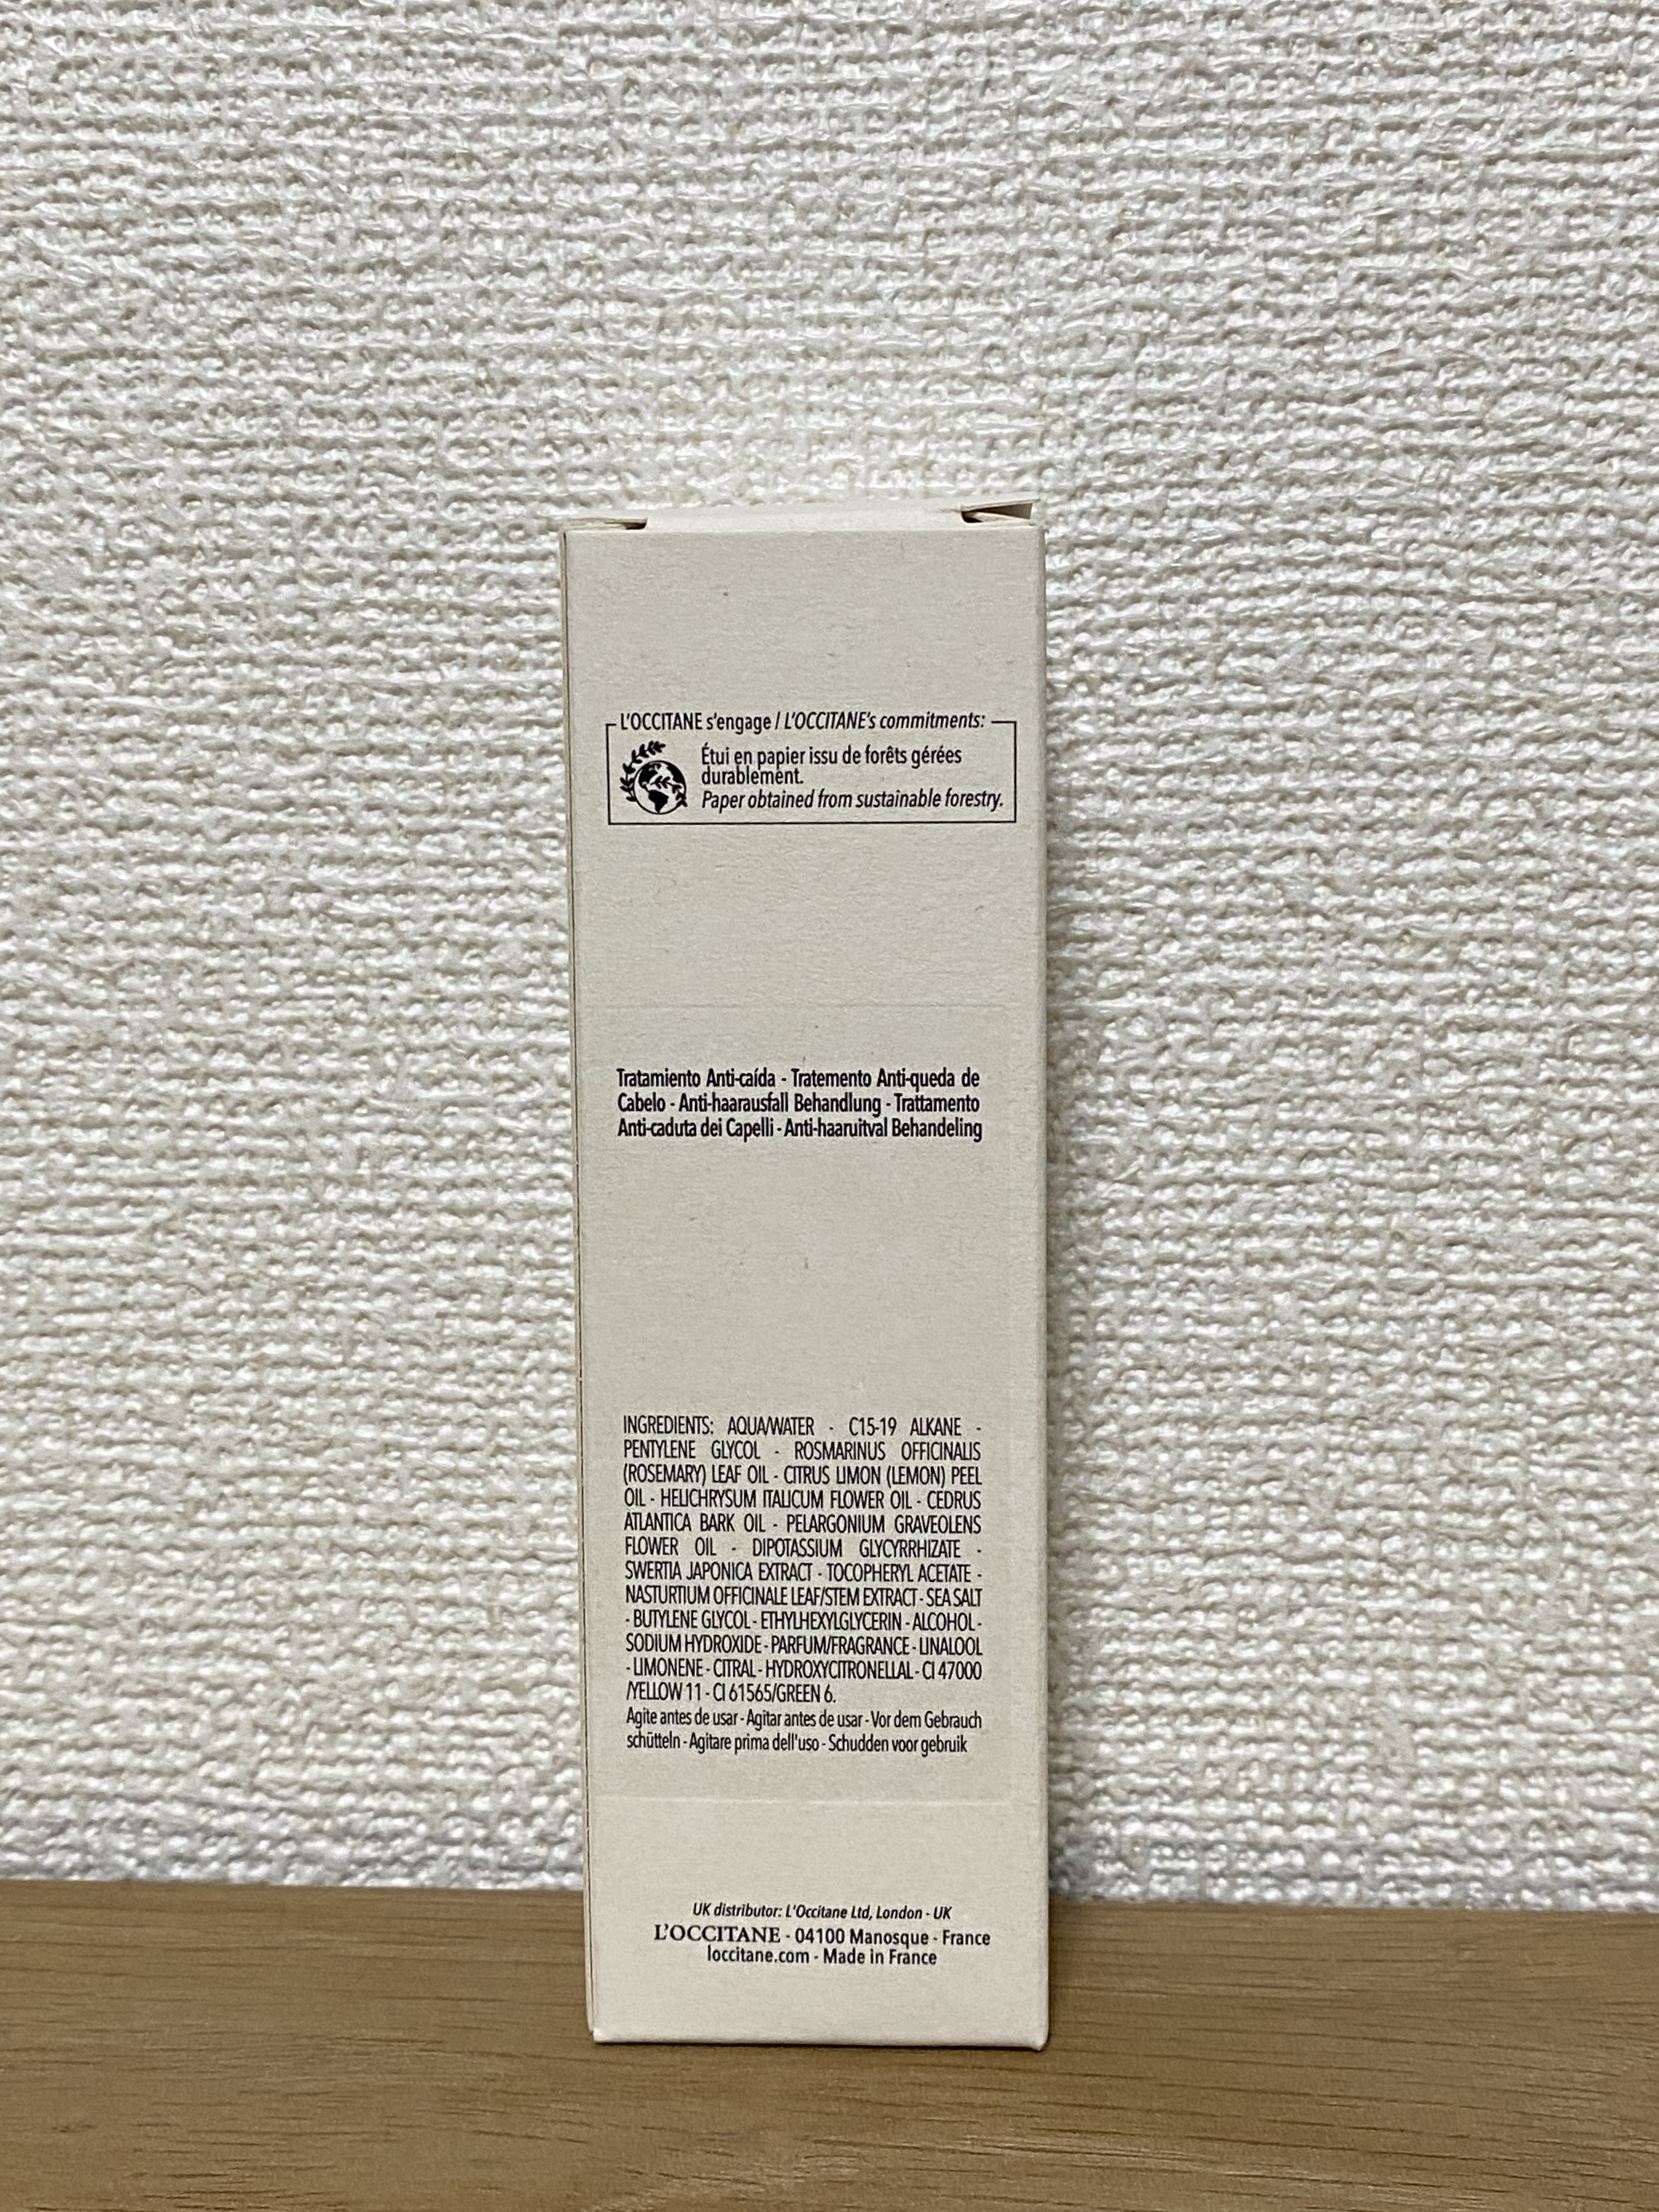 L'OCCITANE s'engage / L'OCCITANE's commitments:
Étui en papier issu de forêts gérées
durablement.
Paper obtained from sustainable forestry.
Tratamiento Anti-caída - Tratemento Anti-queda de
Cabelo - Anti-haarausfall Behandlung - Trattamento
Anti-caduta dei Capelli - Anti-haaruitval Behandeling
INGREDIENTS: AQUA/WATER - C15-19 ALKANE -
PENTYLENE GLYCOL - ROSMARINUS OFFICINALIS
(ROSEMARY) LEAF OIL - CITRUS LIMON (LEMON) PEEL
OIL - HELICHRYSUM ITALICUM FLOWER OIL - CEDRUS
ATLANTICA BARK OIL - PELARGONIUM GRAVEOLENS
FLOWER OIL - DIPOTASSIUM GLYCYRRHIZATE -
SWERTIA JAPONICA EXTRACT - TOCOPHERYL ACETATE -
NASTURTIUM OFFICINALE LEAF/STEM EXTRACT - SEA SALT
- BUTYLENE GLYCOL - ETHYLHEXYLGLYCERIN - ALCOHOL -
SODIUM HYDROXIDE - PARFUM/FRAGRANCE - LINALOOL
- LIMONENE - CITRAL - HYDROXYCITRONELLAL - CI 47000
/YELLOW 11 - CI 61565/GREEN 6.
Agite antes de usar - Agitar antes de usar - Vor dem Gebrauch
schütteln - Agitare prima dell'uso - Schudden voor gebruik
UK distributor: L'Occitane Ltd, London - UK
L'OCCITANE - 04100 Manosque - France
loccitane.com - Made in France